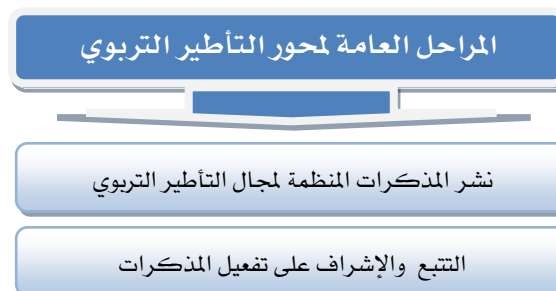 المراحل العامة لمحور التأطير التربوي
نشر المذكرات المنظمة لمجال التأطير التربوي
التتبع والإشراف على تفعيل المذكرات